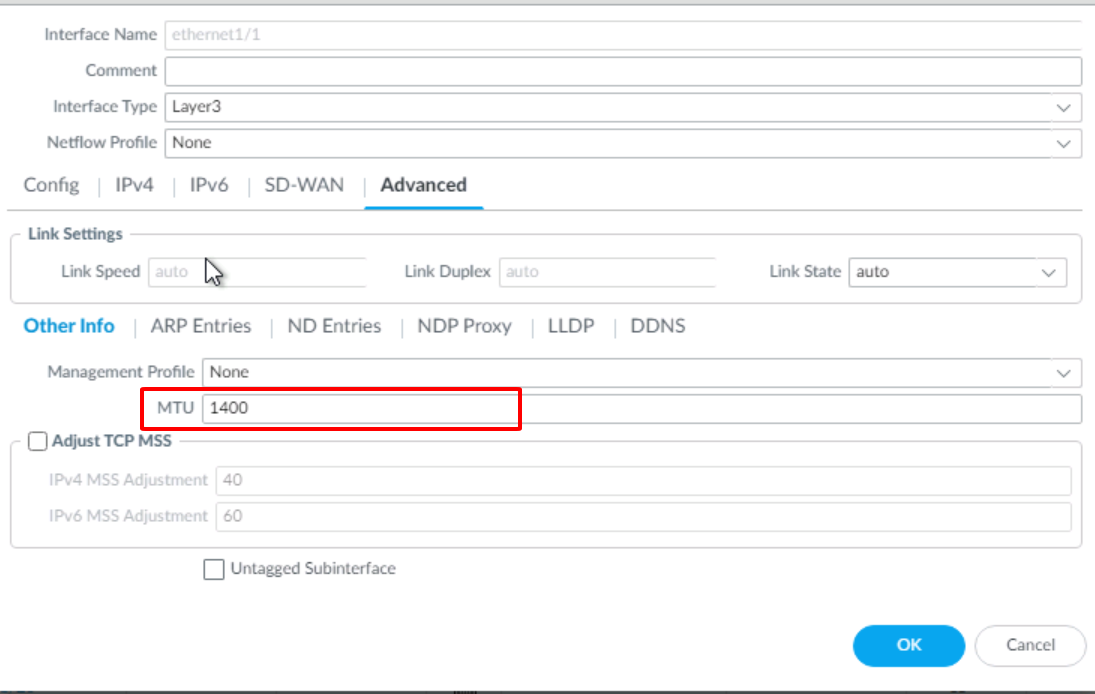 Interface Name ethernet1/1
Comment
Interface Type Layer3
Netflow Profile None
Config IPv4 IPv6 SD-WAN Advanced
Link Settings
Link Speed auto Link Duplex auto Link State auto
Other Info ARP Entries ND Entries NDP Proxy LLDP DDNS
Management Profile None
MTU 1400
Adjust TCP MSS
IPv4 MSS Adjustment 40
IPv6 MSS Adjustment 60
Untagged Subinterface
OK Cancel